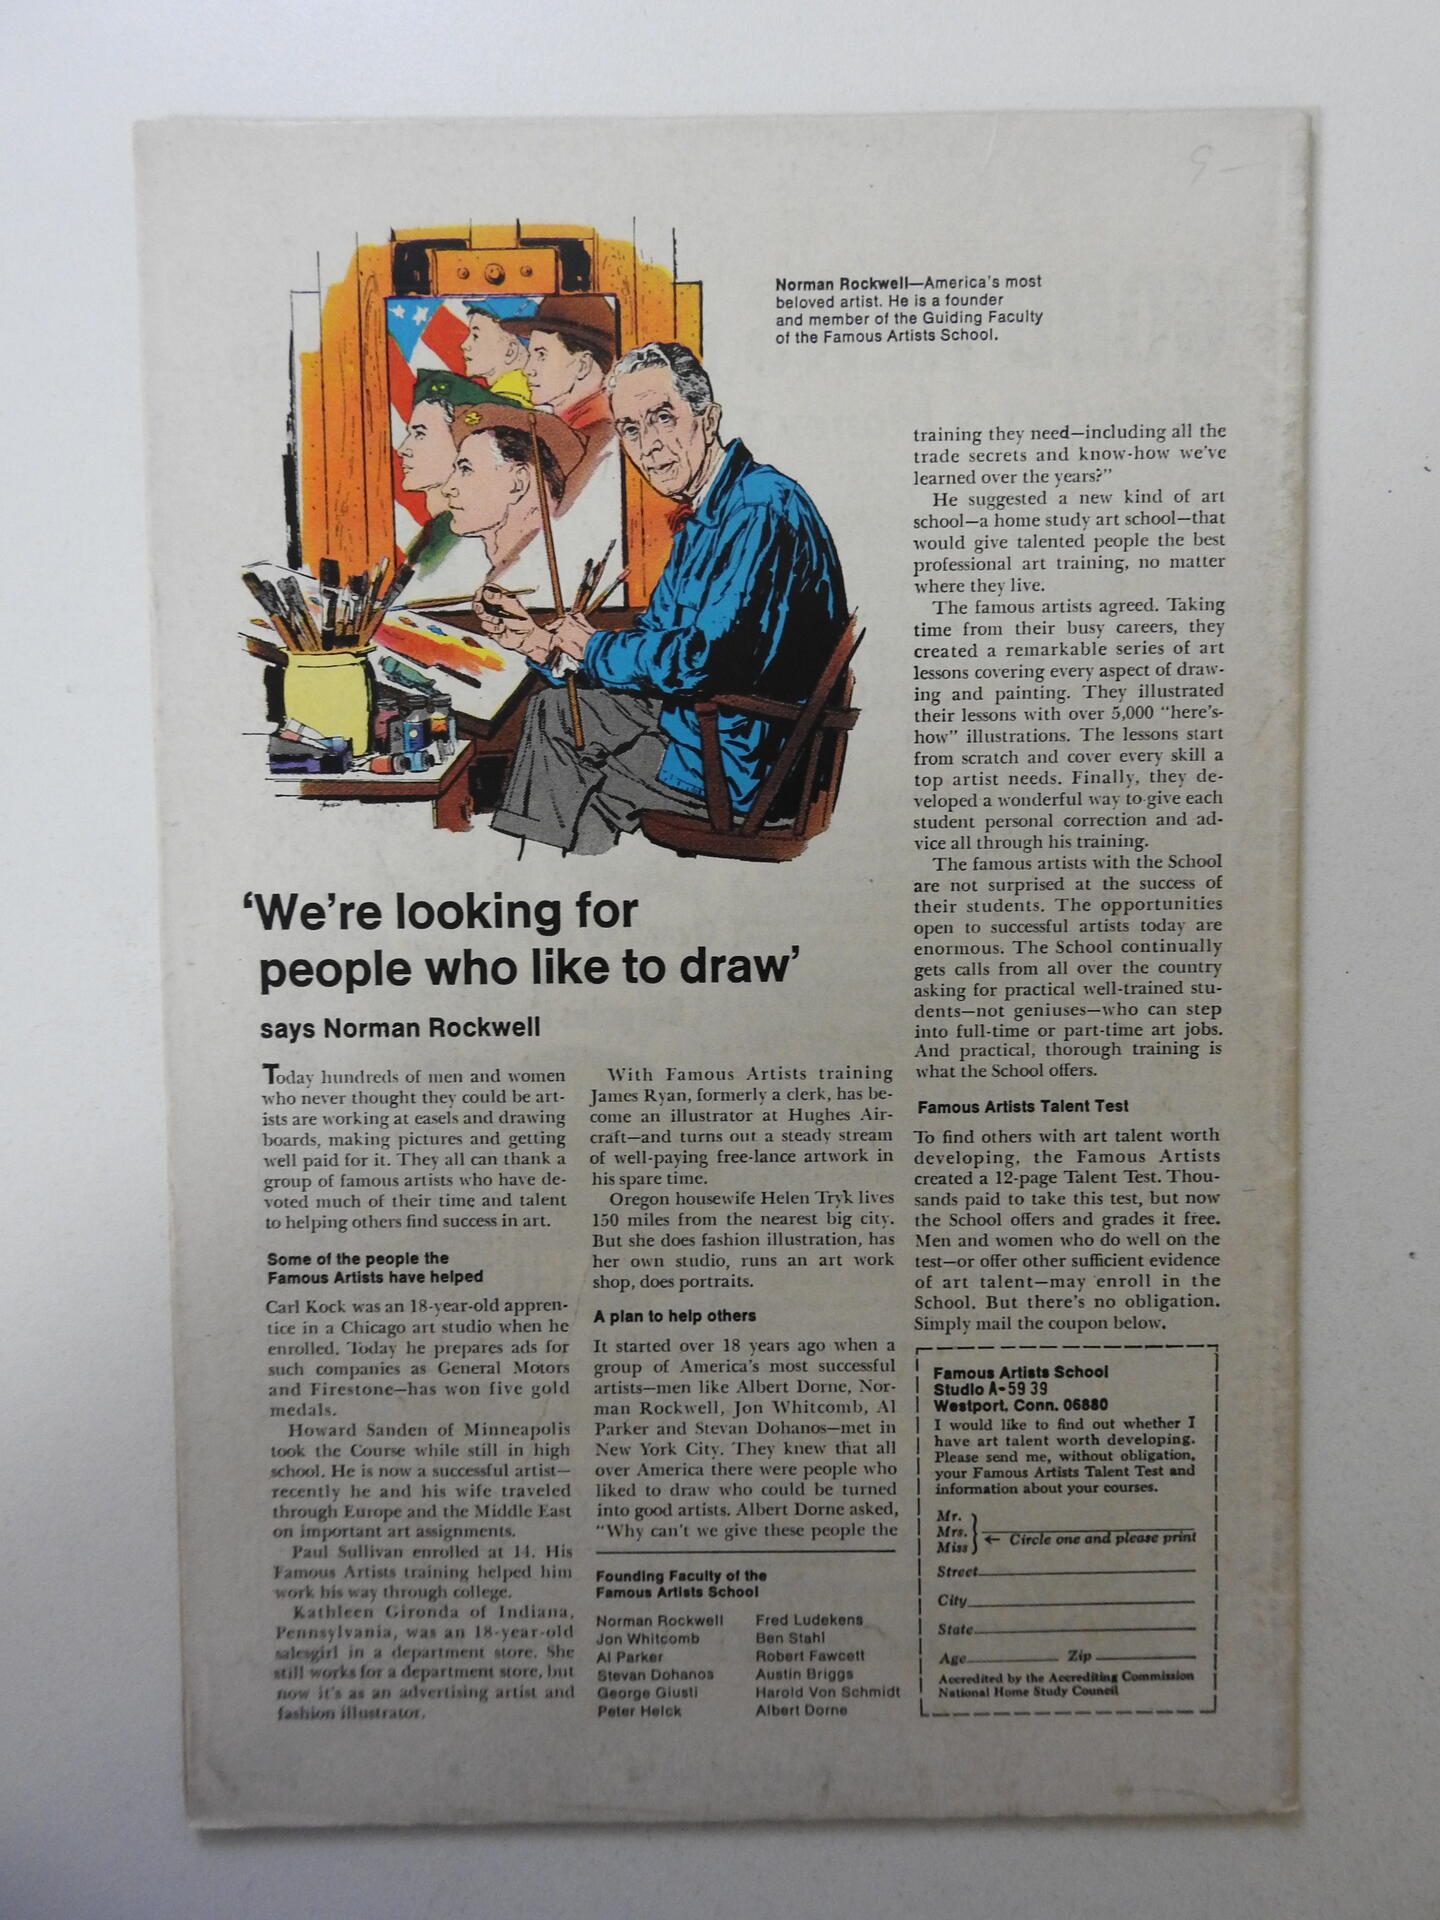 Norman Rockwell—America's most
beloved artist. He is a founder
and member of the Guiding Faculty
of the Famous Artists School.
'We're looking for
people who like to draw'
says Norman Rockwell
Today hundreds of men and women
who never thought they could be art-
ists are working at easels and drawing
boards, making pictures and getting
well paid for it. They all can thank a
group of famous artists who have de-
voted much of their time and talent
to helping others find success in art.
Some of the people the
Famous Artists have helped
Carl Kock was an 18-year-old appren-
tice in a Chicago art studio when he
enrolled. Today he prepares ads for
such companies as General Motors
and Firestone—has won five gold
medals.
Howard Sanden of Minneapolis
took the Course while still in high
school. He is now a successful artist—
recently he and his wife traveled
through Europe and the Middle East
on important art assignments.
Paul Sullivan enrolled at 14. His
Famous Artists training helped him
work his way through college.
Kathleen Gironda of Indiana,
Pennsylvania, was an 18-year-old
salesgirl in a department store. She
still works for a department store, but
now it's as an advertising artist and
fashion illustrator.
With Famous Artists training
James Ryan, formerly a clerk, has be-
come an illustrator at Hughes Air-
craft—and turns out a steady stream
of well-paying free-lance artwork in
his spare time.
Oregon housewife Helen Tryk lives
150 miles from the nearest big city.
But she does fashion illustration, has
her own studio, runs an art work
shop, does portraits.
A plan to help others
It started over 18 years ago when a
group of America's most successful
artists—men like Albert Dorne, Nor-
man Rockwell, Jon Whitcomb, Al
Parker and Stevan Dohanos—met in
New York City. They knew that all
over America there were people who
liked to draw who could be turned
into good artists. Albert Dorne asked,
"Why can't we give these people the
Founding Faculty of the
Famous Artists School
Norman Rockwell
Jon Whitcomb
Al Parker
Stevan Dohanos
George Giusti
Peter Helck
Fred Ludekens
Ben Stahl
Robert Fawcett
Austin Briggs
Harold Von Schmidt
Albert Dorne
training they need—including all the
trade secrets and know-how we've
learned over the years?"
He suggested a new kind of art
school—a home study art school—that
would give talented people the best
professional art training, no matter
where they live.
The famous artists agreed. Taking
time from their busy careers, they
created a remarkable series of art
lessons covering every aspect of draw-
ing and painting. They illustrated
their lessons with over 5,000 "here's-
how" illustrations. The lessons start
from scratch and cover every skill a
top artist needs. Finally, they de-
veloped a wonderful way to give each
student personal correction and ad-
vice all through his training.
The famous artists with the School
are not surprised at the success of
their students. The opportunities
open to successful artists today are
enormous. The School continually
gets calls from all over the country
asking for practical well-trained stu-
dents—not geniuses—who can step
into full-time or part-time art jobs.
And practical, thorough training is
what the School offers.
Famous Artists Talent Test
To find others with art talent worth
developing, the Famous Artists
created a 12-page Talent Test. Thou-
sands paid to take this test, but now
the School offers and grades it free.
Men and women who do well on the
test—or offer other sufficient evidence
of art talent—may enroll in the
School. But there's no obligation.
Simply mail the coupon below.
Famous Artists School
Studio A-59 39
Westport, Conn. 06880
I would like to find out whether I
have art talent worth developing.
Please send me, without obligation,
your Famous Artists Talent Test and
information about your courses.
Mr.
Mrs.
Miss
← Circle one and please print
Street
City
State
Age Zip
Accredited by the Accrediting Commission
National Home Study Council